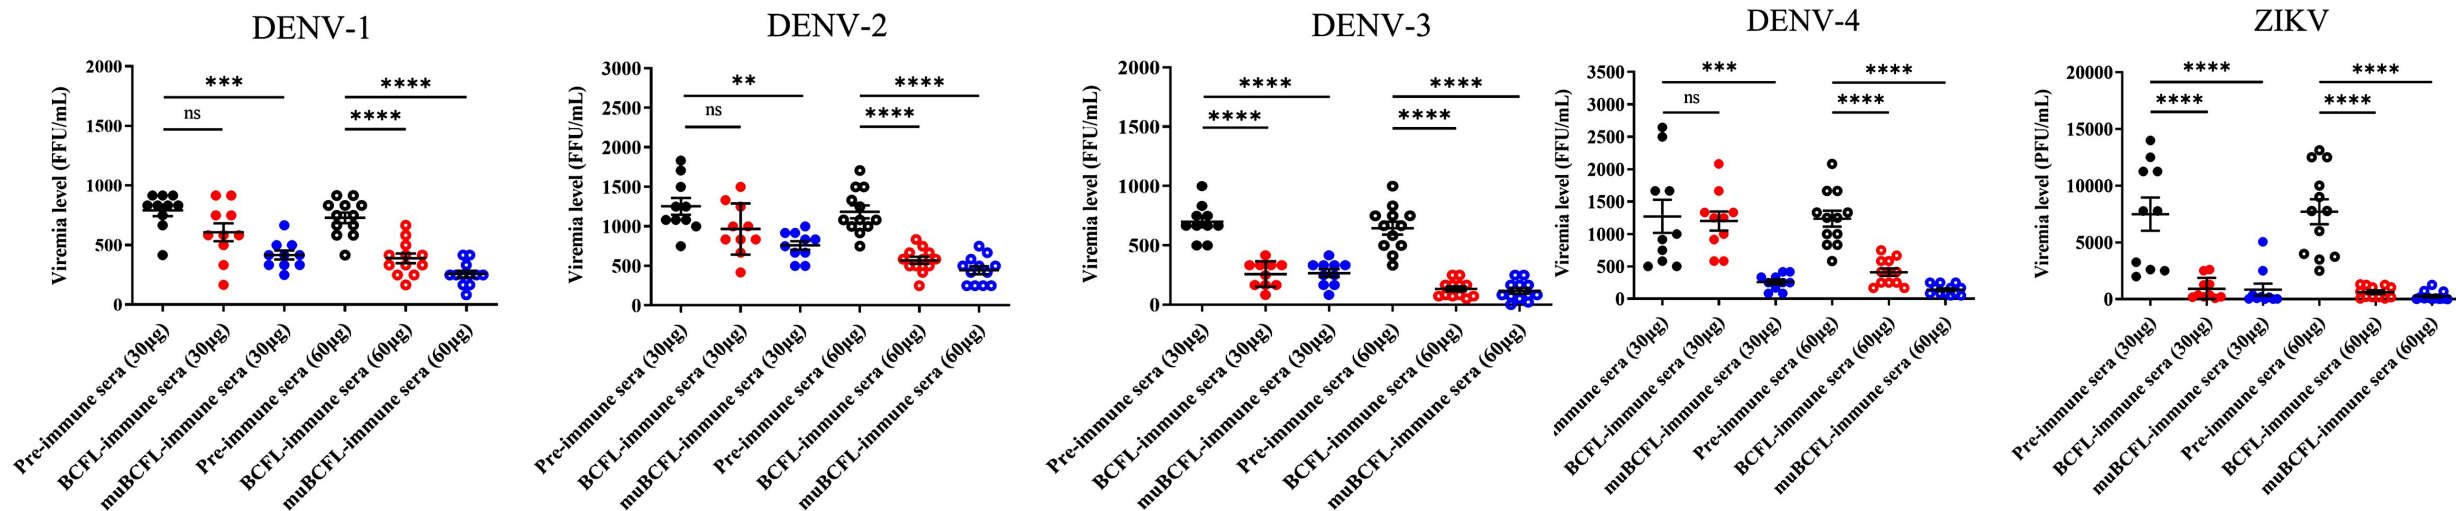 DENV-1
Viremia level (FFU/mL)
2000
1500
1000
500
0
***
ns
****
****
Pre-immune sera (30µg)
BCFL-immune sera (30µg)
muBCFL-immune sera (30µg)
Pre-immune sera (60µg)
BCFL-immune sera (60µg)
muBCFL-immune sera (60µg)
DENV-2
Viremia level (FFU/mL)
3000
2500
2000
1500
1000
500
0
**
ns
****
****
Pre-immune sera (30µg)
BCFL-immune sera (30µg)
muBCFL-immune sera (30µg)
Pre-immune sera (60µg)
BCFL-immune sera (60µg)
muBCFL-immune sera (60µg)
DENV-3
Viremia level (FFU/mL)
2000
1500
1000
500
0
****
****
****
****
Pre-immune sera (30µg)
BCFL-immune sera (30µg)
muBCFL-immune sera (30µg)
Pre-immune sera (60µg)
BCFL-immune sera (60µg)
muBCFL-immune sera (60µg)
DENV-4
Viremia level (FFU/mL)
3500
3000
2500
2000
1500
1000
500
0
***
ns
****
****
immune sera (30µg)
BCFL-immune sera (30µg)
muBCFL-immune sera (30µg)
Pre-immune sera (60µg)
BCFL-immune sera (60µg)
muBCFL-immune sera (60µg)
ZIKV
Viremia level (PFU/mL)
20000
15000
10000
5000
0
****
****
****
****
Pre-immune sera (30µg)
BCFL-immune sera (30µg)
muBCFL-immune sera (30µg)
Pre-immune sera (60µg)
BCFL-immune sera (60µg)
muBCFL-immune sera (60µg)